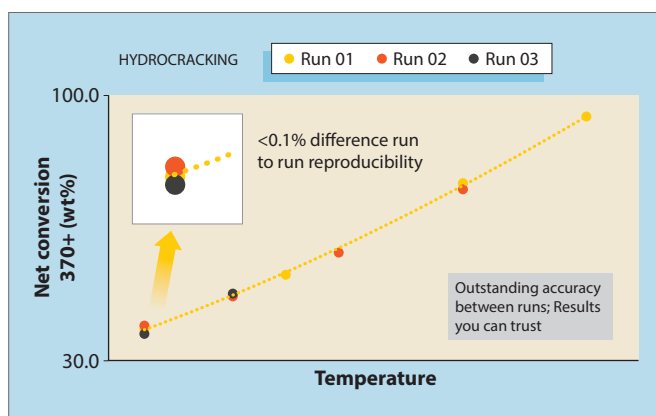 HYDROCRACKING
Run 01 Run 02 Run 03
100.0
<0.1% difference run
to run reproducibility
Net conversion
370+ (wt%)
Outstanding accuracy
between runs; Results
you can trust
30.0
Temperature